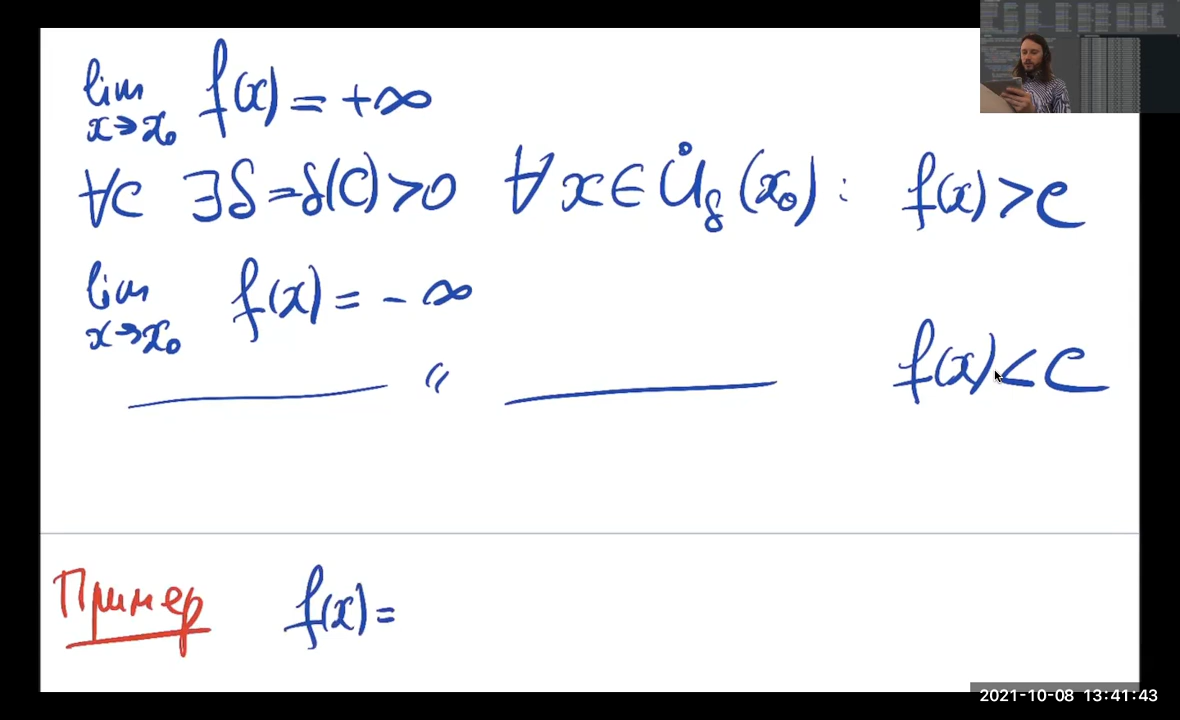 lim x→x₀ f(x) = +∞
∀C ∃δ=δ(C)>0 ∀x∈Ůδ(x₀): f(x)>C
lim x→x₀ f(x) = -∞
——— " ——— f(x)<C
Пример f(x)=
2021-10-08 13:41:43